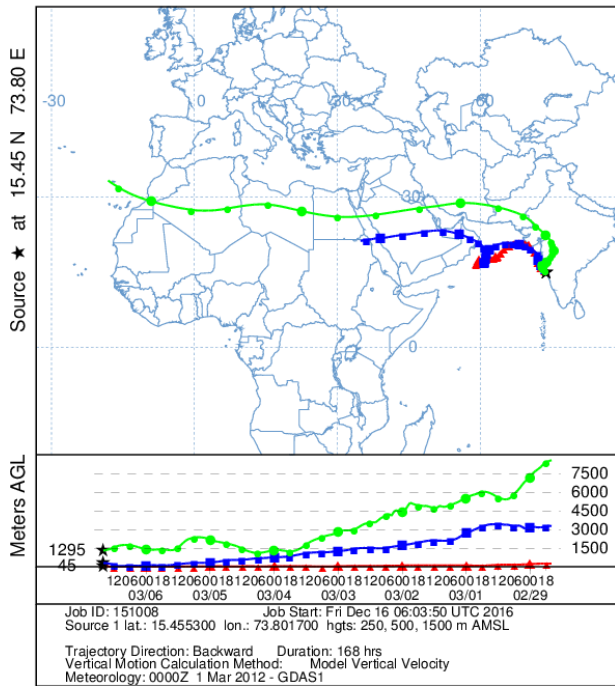 Source ★ at 15.45 N 73.80 E
-30
0
30
60
30
0
Meters AGL
7500
6000
4500
3000
1500
1295
45
12060018120600181206001812060018120600181206001812060018
03/06 03/05 03/04 03/03 03/02 03/01 02/29
Job ID: 151008 Job Start: Fri Dec 16 06:03:50 UTC 2016
Source 1 lat.: 15.455300 lon.: 73.801700 hgts: 250, 500, 1500 m AMSL
Trajectory Direction: Backward Duration: 168 hrs
Vertical Motion Calculation Method: Model Vertical Velocity
Meteorology: 0000Z 1 Mar 2012 - GDAS1